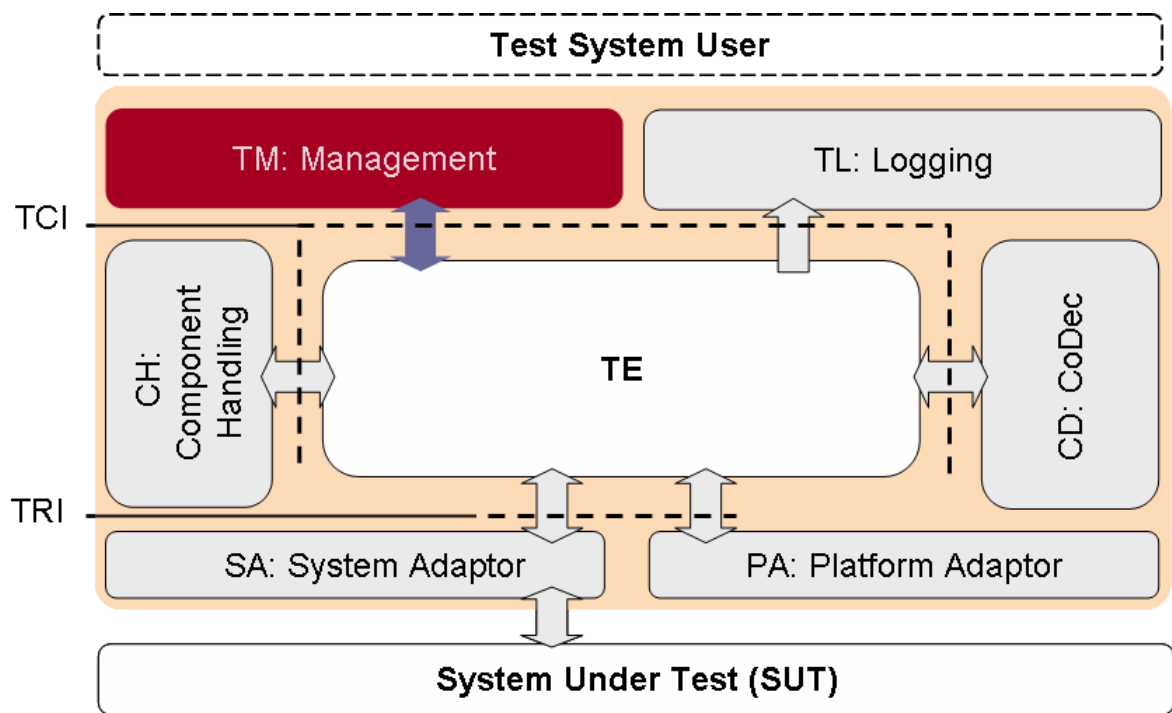 Test System User
TM: Management
TL: Logging
TCI
CH:
Component
Handling
TE
CD: CoDec
TRI
SA: System Adaptor
PA: Platform Adaptor
System Under Test (SUT)